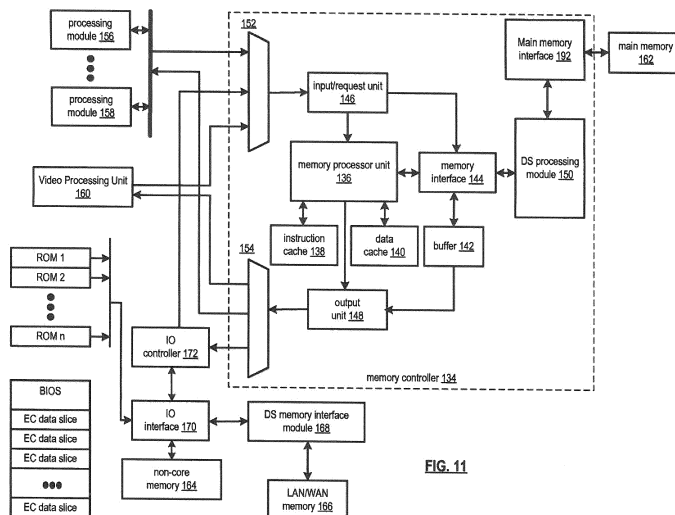 processing
module 156
processing
module 158
Video Processing Unit
160
ROM 1
ROM 2
ROM n
BIOS
EC data slice
EC data slice
EC data slice
EC data slice
152
input/request unit
146
memory processor unit
136
memory
interface 144
instruction
cache 138
data
cache 140
buffer 142
154
output
unit 148
memory controller 134
Main memory
interface 192
main memory
162
DS processing
module 150
IO
controller 172
IO
interface 170
DS memory interface
module 168
non-core
memory 164
LAN/WAN
memory 166
FIG. 11